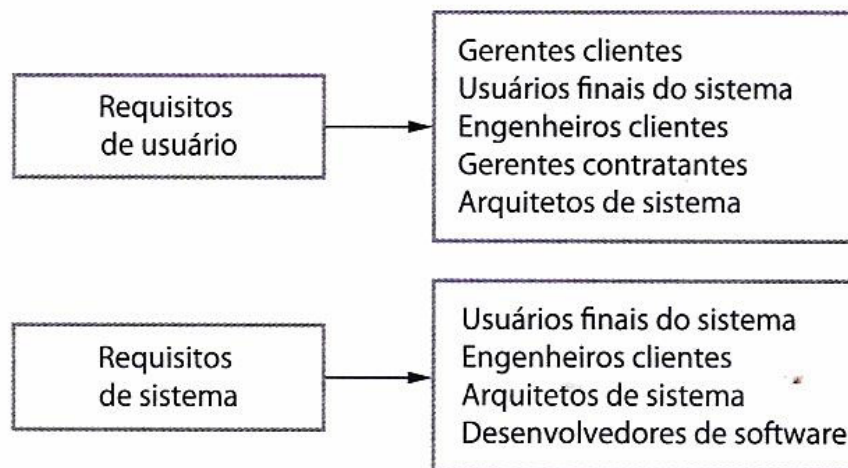 Requisitos
de usuário
Gerentes clientes
Usuários finais do sistema
Engenheiros clientes
Gerentes contratantes
Arquitetos de sistema
Requisitos
de sistema
Usuários finais do sistema
Engenheiros clientes
Arquitetos de sistema
Desenvolvedores de software